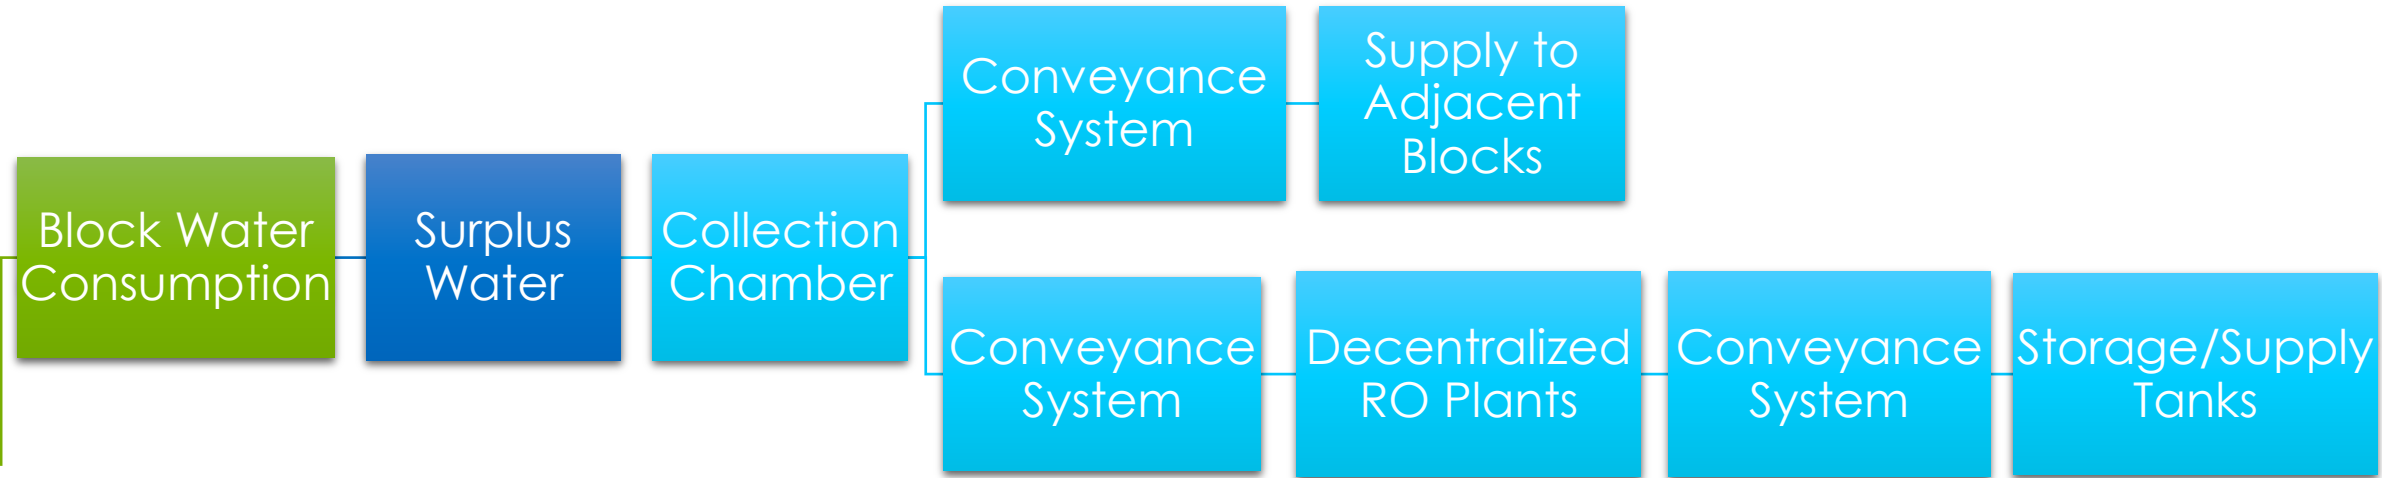 Block Water
Consumption
Surplus
Water
Collection
Chamber
Conveyance
System
Supply to
Adjacent
Blocks
Conveyance
System
Decentralized
RO Plants
Conveyance
System
Storage/Supply
Tanks